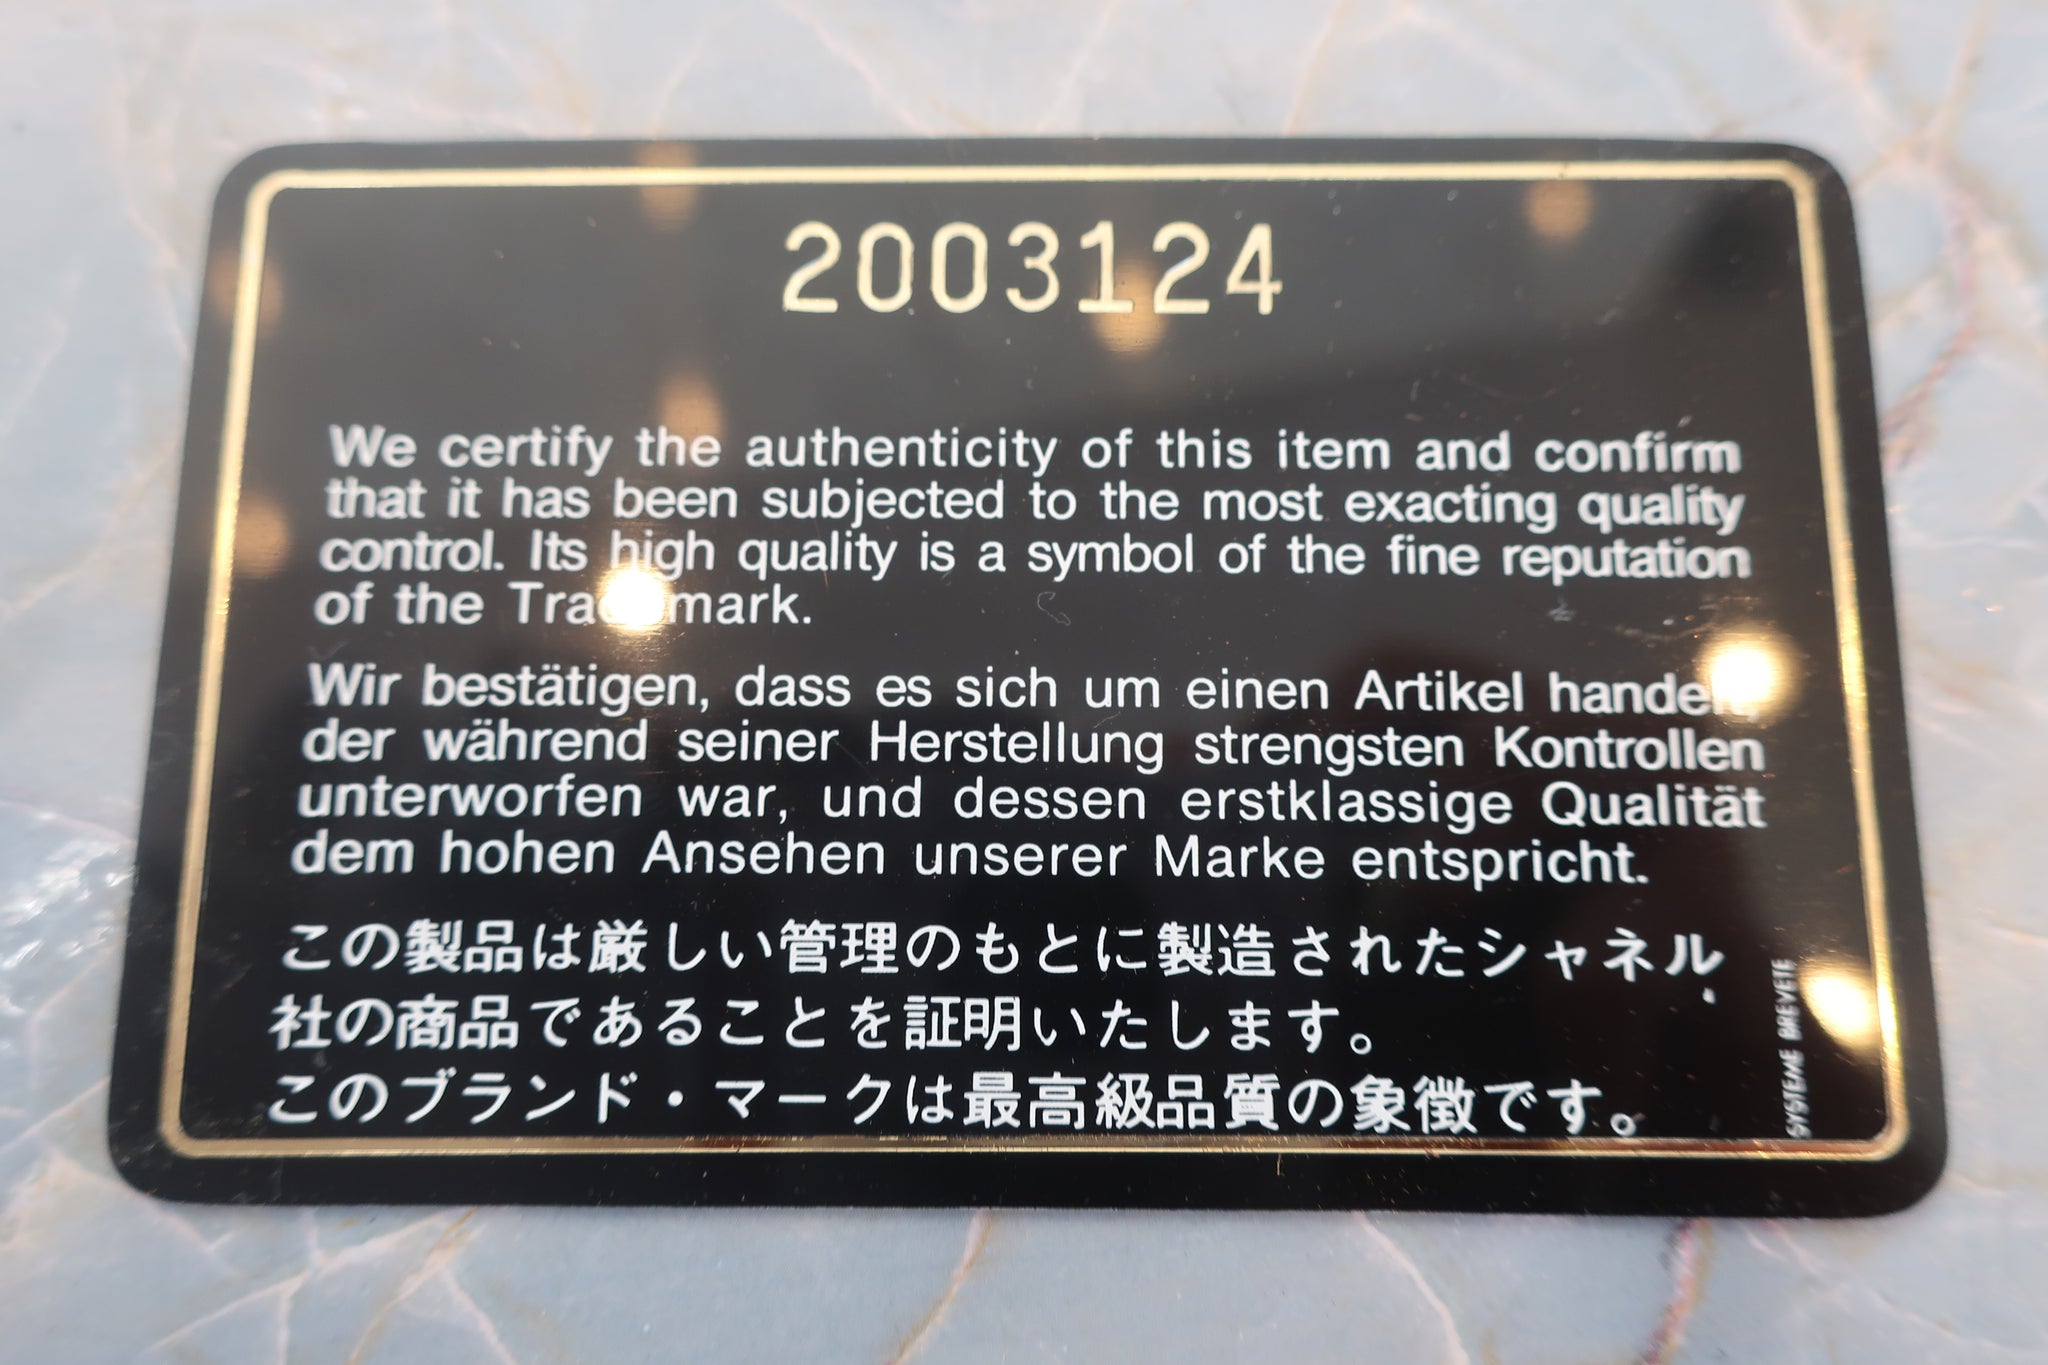 2003124
We certify the authenticity of this item and confirm
that it has been subjected to the most exacting quality
control. Its high quality is a symbol of the fine reputation
of the Trademark.
Wir bestätigen, dass es sich um einen Artikel handelt,
der während seiner Herstellung strengsten Kontrollen
unterworfen war, und dessen erstklassige Qualität
dem hohen Ansehen unserer Marke entspricht.
この製品は厳しい管理のもとに製造されたシャネル
社の商品であることを証明いたします。
このブランド・マークは最高級品質の象徴です。
SYSTEME BREVETE